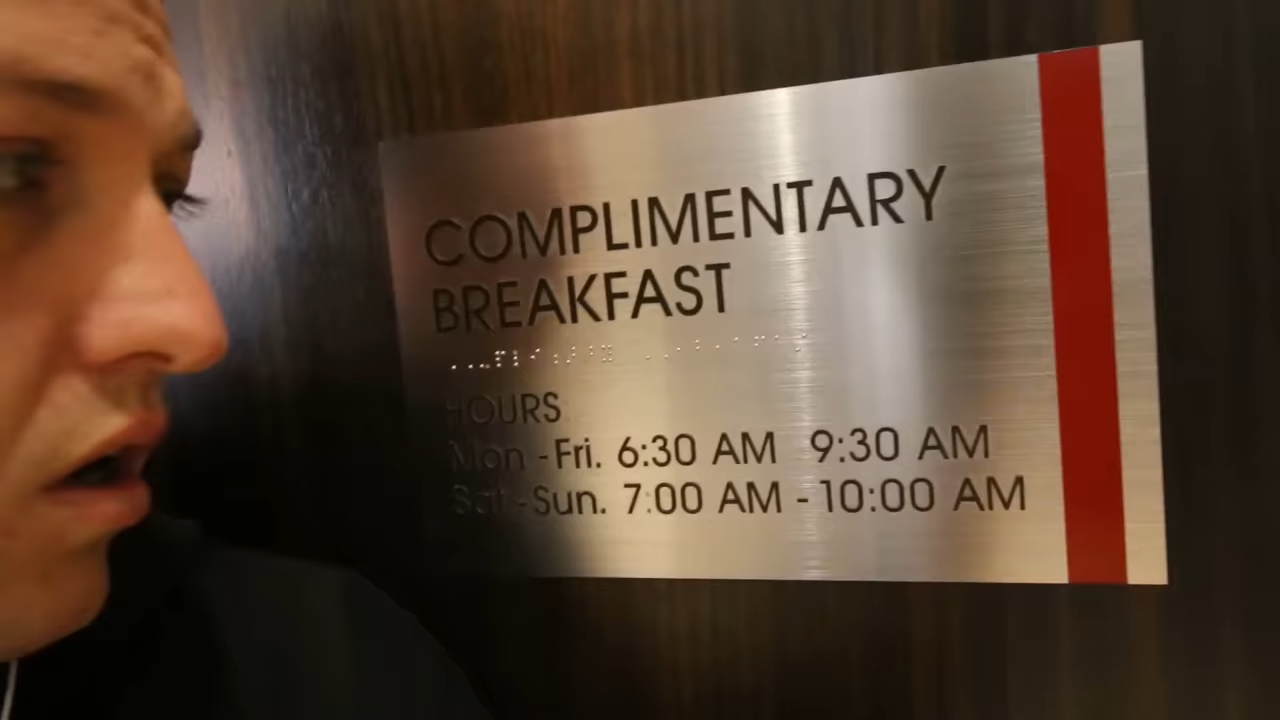 COMPLIMENTARY
BREAKFAST
HOURS
Mon - Fri. 6:30 AM 9:30 AM
Sat - Sun. 7:00 AM - 10:00 AM